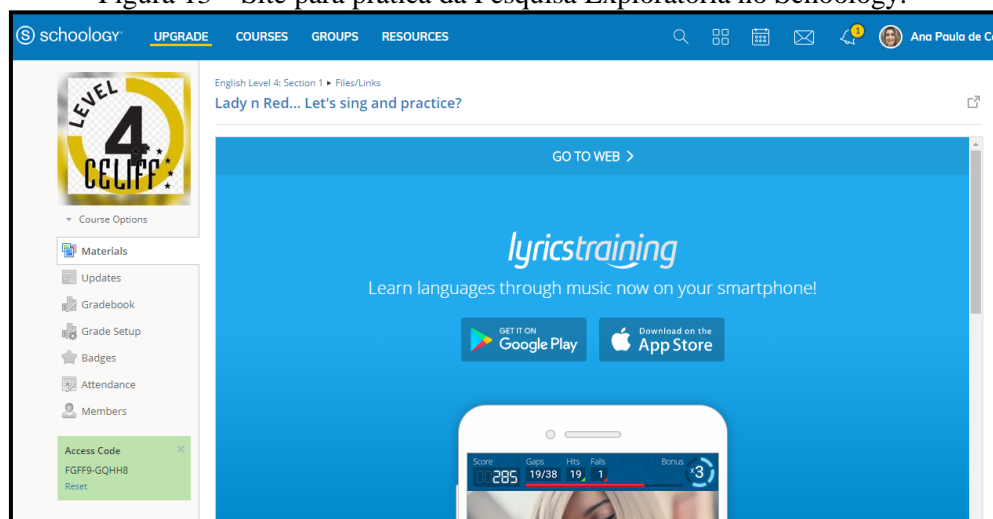 Figura 15 – Site para prática da Pesquisa Exploratória no Schoology.
schoology
UPGRADE COURSES GROUPS RESOURCES
1
Ana Paula de C
LEVEL
4
CELIFF
Course Options
Materials
Updates
Gradebook
Grade Setup
Badges
Attendance
Members
Access Code
FGFF9-GQHH8
Reset
English Level 4: Section 1 ▸ Files/Links
Lady n Red... Let's sing and practice?
GO TO WEB >
lyricstraining
Learn languages through music now on your smartphone!
GET IT ON
Google Play
Download on the
App Store
Score Gaps Hits Fails Bonus
00285 19/38 19 1 x3